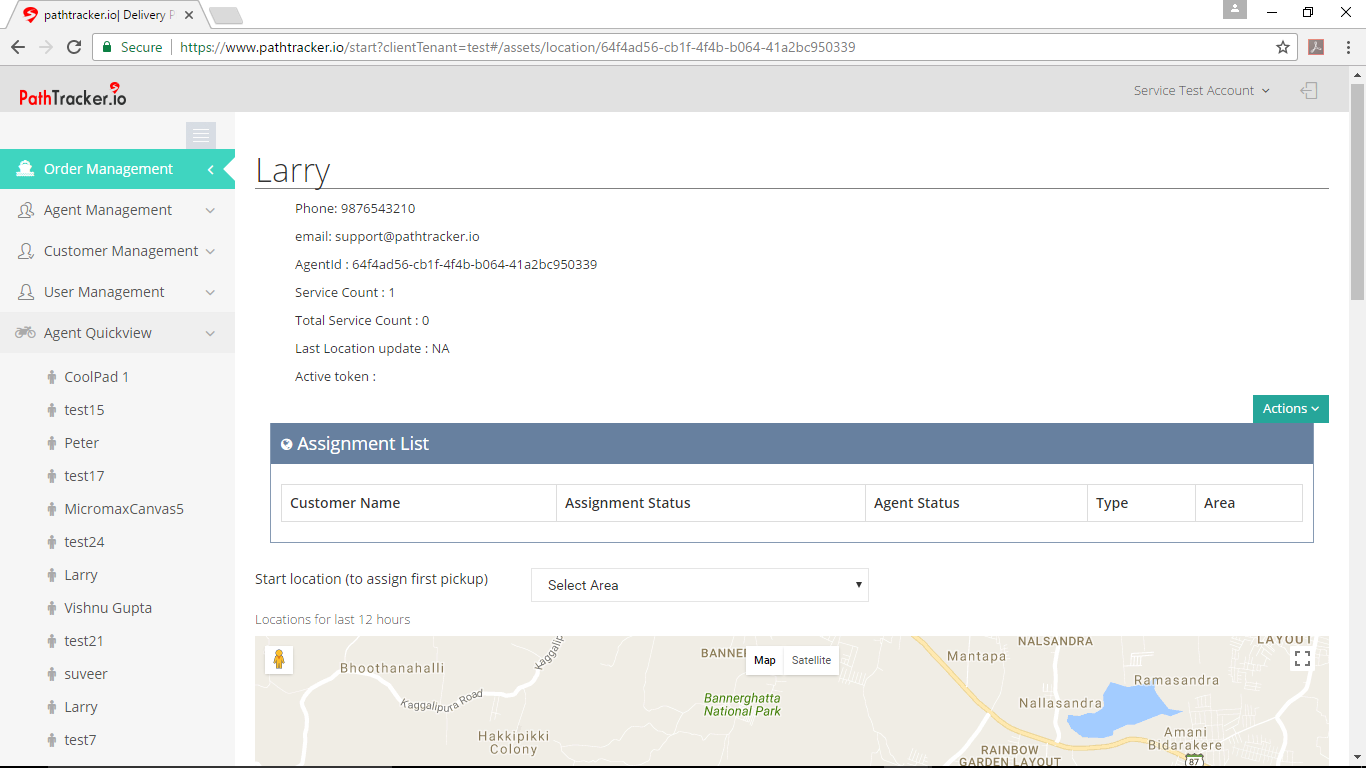 pathtracker.io| Delivery P
Secure
https://www.pathtracker.io/start?clientTenant=test#/assets/location/64f4ad56-cb1f-4f4b-b064-41a2bc950339
PathTracker.io
Service Test Account
Order Management
Agent Management
Customer Management
User Management
Agent Quickview
CoolPad 1
test15
Peter
test17
MicromaxCanvas5
test24
Larry
Vishnu Gupta
test21
suveer
Larry
test7
Larry
Phone: 9876543210
email: support@pathtracker.io
AgentId : 64f4ad56-cb1f-4f4b-b064-41a2bc950339
Service Count : 1
Total Service Count : 0
Last Location update : NA
Active token :
Actions
Assignment List
Customer Name Assignment Status Agent Status Type Area
Start location (to assign first pickup)
Select Area
Locations for last 12 hours
Map Satellite
Bhoothanahalli
Kaggalip
Kaggalipura Road
Hakkipikki
Colony
BANNE
Bannerghatta
National Park
Mantapa
NALSANDRA
LAYOUT
Ramasandra
Nallasandra
Amani
Bidarakere
RAINBOW
GARDEN LAYOUT
87